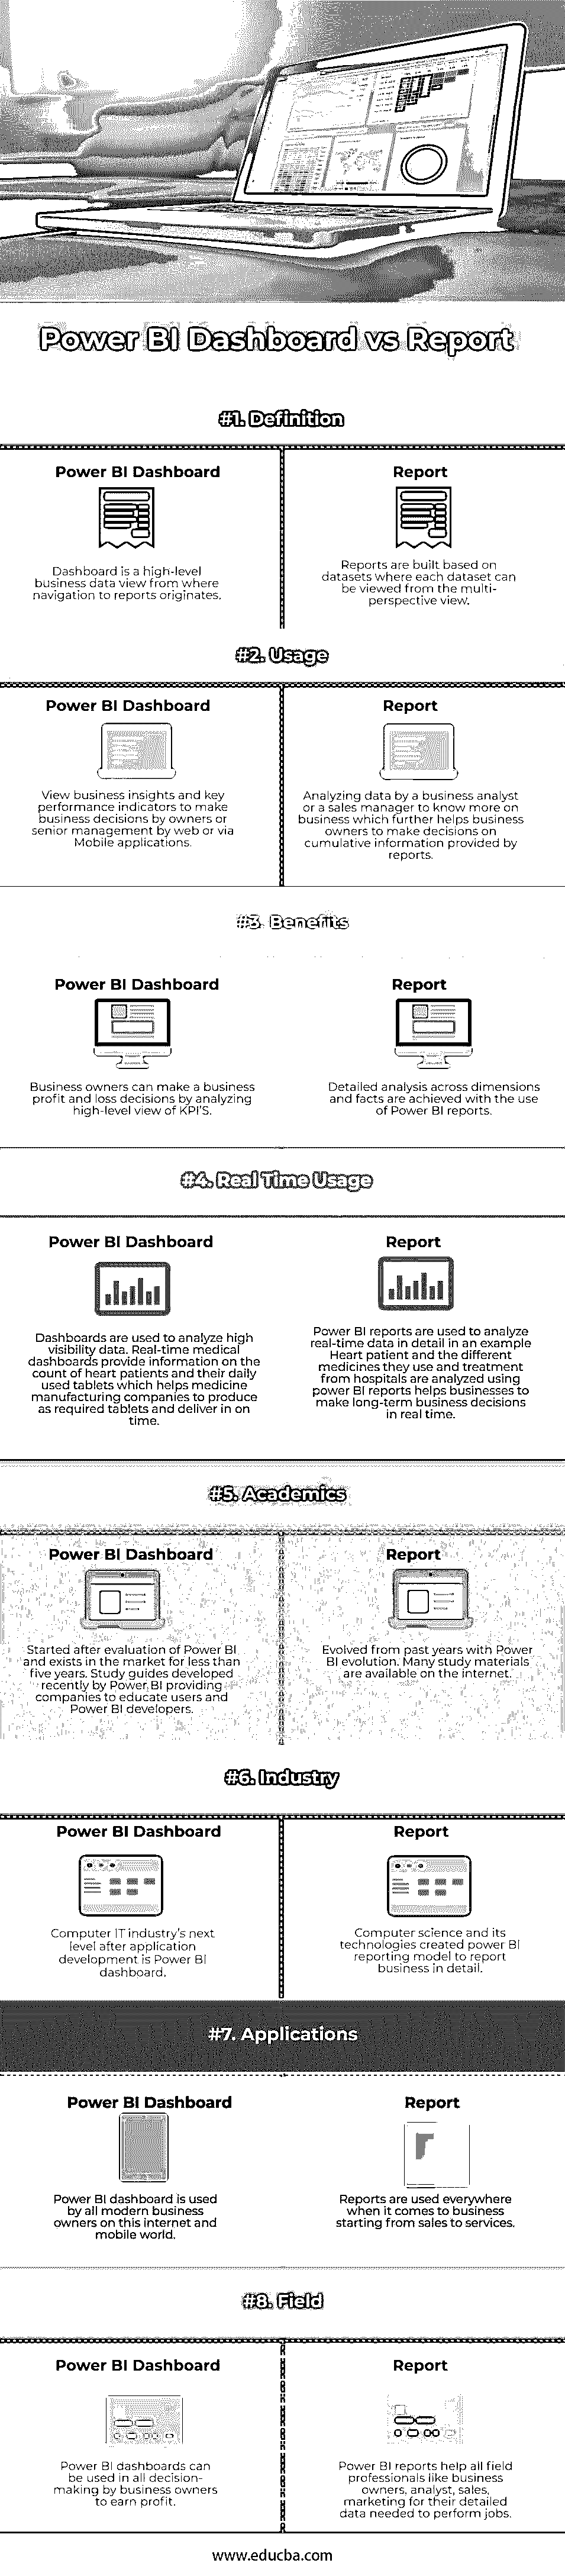 Power BI Dashboard vs Report
#1. Definition
Power BI Dashboard
Dashboard is a high-level
business data view from where
navigation to reports originates.
Report
Reports are built based on
datasets where each dataset can
be viewed from the multi-
perspective view.
#2. Usage
Power BI Dashboard
View business insights and key
performance indicators to make
business decisions by owners or
senior management by web or via
Mobile applications.
Report
Analyzing data by a business analyst
or a sales manager to know more on
business which further helps business
owners to make decisions on
cumulative information provided by
reports.
#3. Benefits
Power BI Dashboard
Business owners can make a business
profit and loss decisions by analyzing
high-level view of KPI'S.
Report
Detailed analysis across dimensions
and facts are achieved with the use
of Power BI reports.
#4. Real Time Usage
Power BI Dashboard
Dashboards are used to analyze high
visibility data. Real-time medical
dashboards provide information on the
count of heart patients and their daily
used tablets which helps medicine
manufacturing companies to produce
as required tablets and deliver in on
time.
Report
Power BI reports are used to analyze
real-time data in detail in an example
Heart patient and the different
medicines they use and treatment
from hospitals are analyzed using
power BI reports helps businesses to
make long-term business decisions
in real time.
#5. Academics
Power BI Dashboard
Started after evaluation of Power BI
and exists in the market for less than
five years. Study guides developed
recently by Power BI providing
companies to educate users and
Power BI developers.
Report
Evolved from past years with Power
BI evolution. Many study materials
are available on the internet.
#6. Industry
Power BI Dashboard
Computer IT industry's next
level after application
development is Power BI
dashboard.
Report
Computer science and its
technologies created power BI
reporting model to report
business in detail.
#7. Applications
Power BI Dashboard
Power BI dashboard is used
by all modern business
owners on this internet and
mobile world.
Report
Reports are used everywhere
when it comes to business
starting from sales to services.
#8. Field
Power BI Dashboard
Power BI dashboards can
be used in all decision-
making by business owners
to earn profit.
Report
Power BI reports help all field
professionals like business
owners, analyst, sales,
marketing for their detailed
data needed to perform jobs.
www.educba.com